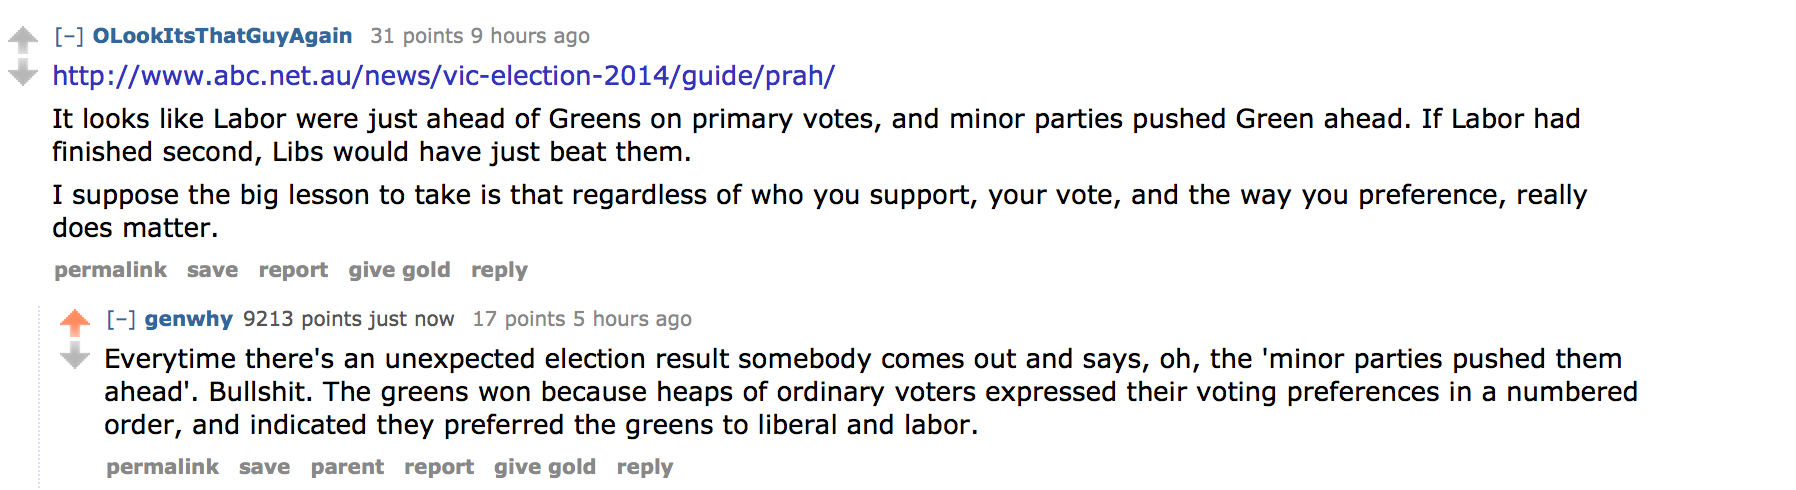 [–] OLookItsThatGuyAgain 31 points 9 hours ago
http://www.abc.net.au/news/vic-election-2014/guide/prah/
It looks like Labor were just ahead of Greens on primary votes, and minor parties pushed Green ahead. If Labor had
finished second, Libs would have just beat them.
I suppose the big lesson to take is that regardless of who you support, your vote, and the way you preference, really
does matter.
permalink save report give gold reply
[–] genwhy 9213 points just now 17 points 5 hours ago
Everytime there's an unexpected election result somebody comes out and says, oh, the 'minor parties pushed them
ahead'. Bullshit. The greens won because heaps of ordinary voters expressed their voting preferences in a numbered
order, and indicated they preferred the greens to liberal and labor.
permalink save parent report give gold reply